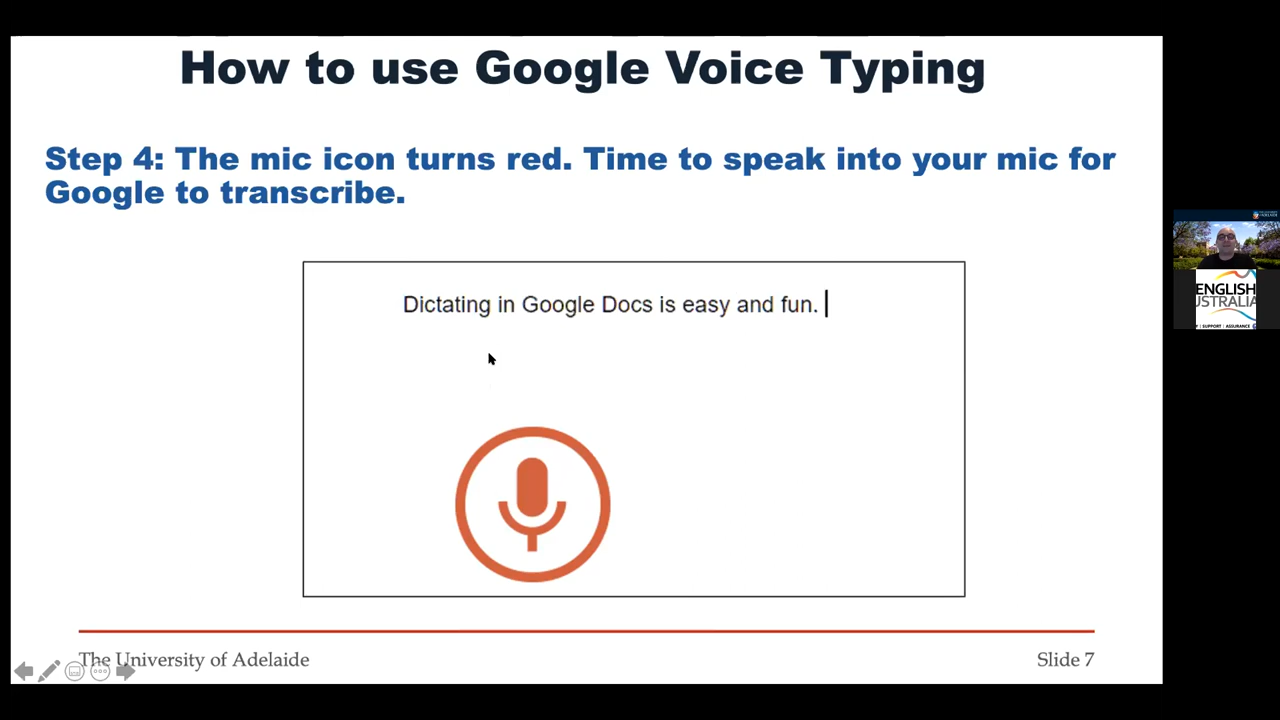 How to use Google Voice Typing
Step 4: The mic icon turns red. Time to speak into your mic for
Google to transcribe.
Dictating in Google Docs is easy and fun.
The University of Adelaide
Slide 7
ENGLISH
USTRALIA
SUPPORT | ASSURANCE